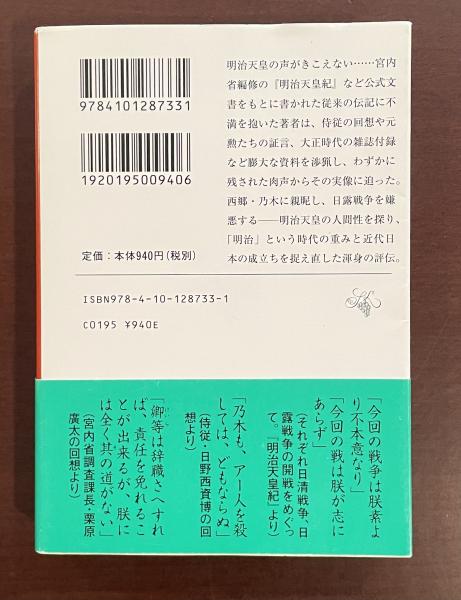 9784101287331
1920195009406
定価:本体940円(税別)
ISBN978-4-10-128733-1
C0195 ¥940E
明治天皇の声がきこえない……宮内
省編修の『明治天皇紀』など公式文
書をもとに書かれた従来の伝記に不
満を抱いた著者は、侍従の回想や元
勲たちの証言、大正時代の雑誌付録
など膨大な資料を渉猟し、わずかに
残された肉声からその実像に迫った。
西郷・乃木に親昵し、日露戦争を嫌
悪する——明治天皇の人間性を探り、
「明治」という時代の重みと近代日
本の成立ちを捉え直した渾身の評伝。
「今回の戦争は朕素よ
り不本意なり」
「今回の戦は朕が志に
あらず」
(それぞれ日清戦争、日
露戦争の開戦をめぐっ
て。『明治天皇紀』より)
「乃木も、アー人を殺
しては、どもならぬ」
(侍従・日野西資博の回
想より)
「卿等は辞職さへすれ
ば、責任を免れるこ
とが出来るが、朕に
は全く其の道がない」
(宮内省調査課長・栗原
廣太の回想より)